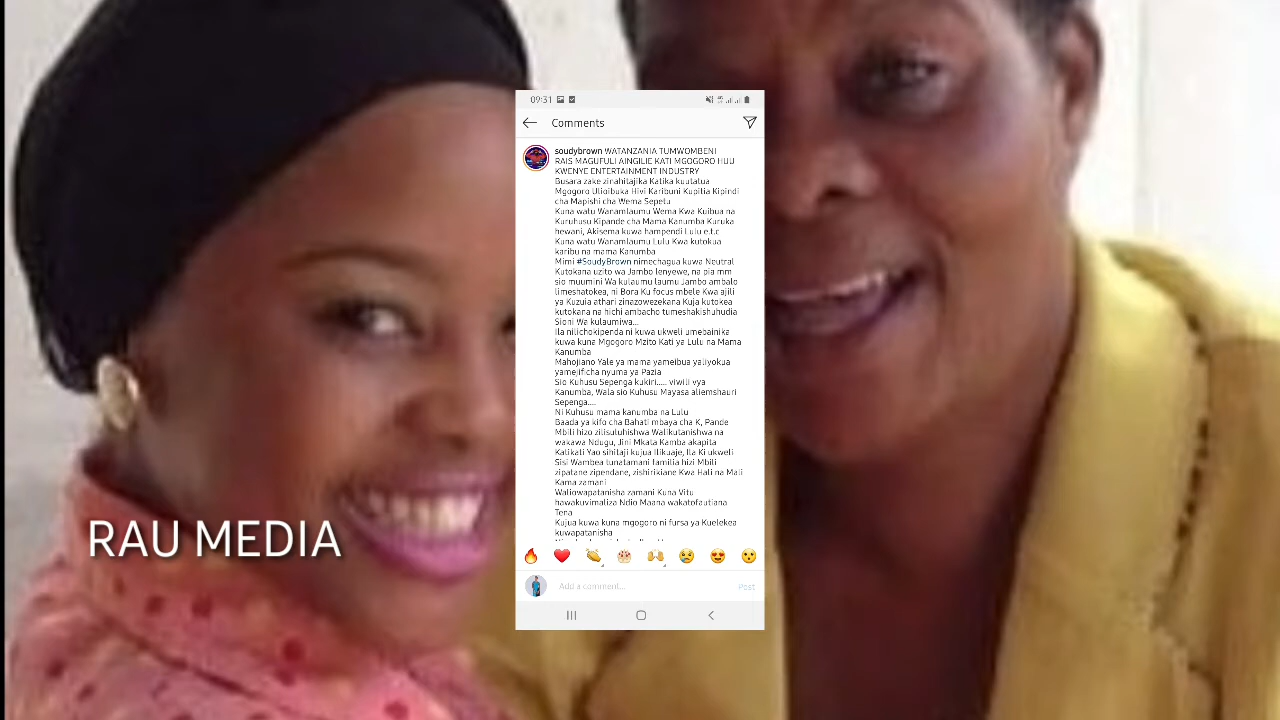 09:31
Comments
soudybrown WATANZANIA TUMWOMBENI
RAIS MAGUFULI AINGILIE KATI MGOGORO HUU
KWENYE ENTERTAINMENT INDUSTRY
Busara zake zinahitajika Katika kuutatua
Mgogoro Ulioibuka Hivi Karibuni Kupitia Kipindi
cha Mapishi cha Wema Sepetu
Kuna watu Wanamlaumu Wema Kwa Kuibua na
Kuruhusu Kipande cha Mama Kanumba Kuruka
hewani, Akisema kuwa hampendi Lulu e.t.c
Kuna watu Wanamlaumu Lulu Kwa kutokua
karibu na mama Kanumba
Mimi #SoudyBrown nimechagua kuwa Neutral
Kutokana uzito wa Jambo lenyewe, na pia mm
sio muumini Wa kulaumu laumu Jambo ambalo
limeshatokea, ni Bora Ku focus mbele Kwa ajili
ya Kuzuia athari zinazowezekana Kuja kutokea
kutokana na hichi ambacho tumeshakishuhudia
Sioni Wa kulaumiwa...
Ila nilichokipenda ni kuwa ukweli umebainika
kuwa kuna Mgogoro Mzito Kati ya Lulu na Mama
Kanumba
Mahojiano Yale ya mama yameibua yaliyokua
yamejificha nyuma ya Pazia
Sio Kuhusu Sepenga kukiri..... viwili vya
Kanumba, Wala sio Kuhusu Mayasa aliemshauri
Sepenga....
Ni Kuhusu mama kanumba na Lulu
Baada ya kifo cha Bahati mbaya cha K, Pande
Mbili hizo zilisuluhishwa Walikutanishwa na
wakawa Ndugu, Jini Mkata Kamba akapita
Katikati Yao sihitaji kujua Ilikuaje, Ila Ki ukweli
Sisi Wambea tunatamani familia hizi Mbili
zipatane zipendane, zishirikiane Kwa Hali na Mali
Kama zamani
Waliowapatanisha zamani Kuna Vitu
hawakuvimaliza Ndio Maana wakatofautiana
Tena
Kujua kuwa kuna mgogoro ni fursa ya Kuelekea
kuwapatanisha
Add a comment...
Post
RAU MEDIA